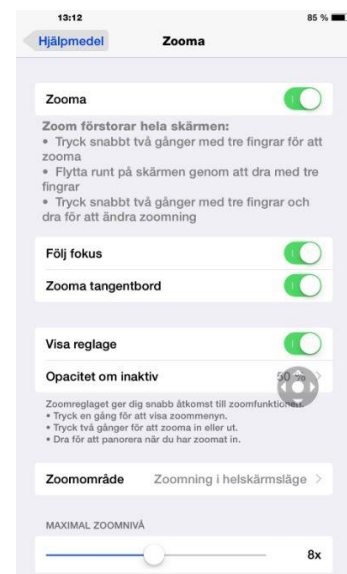 13:12 85 %
Hjälpmedel Zooma
Zooma
Zoom förstorar hela skärmen:
• Tryck snabbt två gånger med tre fingrar för att
zooma
• Flytta runt på skärmen genom att dra med tre
fingrar
• Tryck snabbt två gånger med tre fingrar och
dra för att ändra zoomning
Följ fokus
Zooma tangentbord
Visa reglage
Opacitet om inaktiv 50 %
Zoomreglaget ger dig snabb åtkomst till zoomfunktionen.
• Tryck en gång för att visa zoommenyn.
• Tryck två gånger för att zooma in eller ut.
• Dra för att panorera när du har zoomat in.
Zoomområde Zoomning i helskärmsläge
MAXIMAL ZOOMNIVÅ
8x